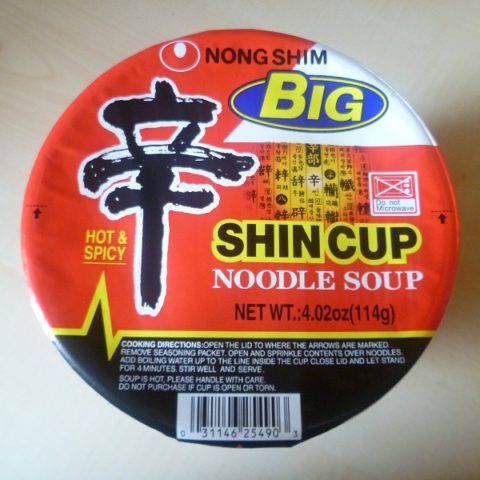 NONG SHIM
BIG
辛
Do not
Microwave
HOT &
SPICY
SHIN CUP
NOODLE SOUP
NET WT.:4.02oz(114g)
COOKING DIRECTIONS:OPEN THE LID TO WHERE THE ARROWS ARE MARKED.
REMOVE SEASONING PACKET. OPEN AND SPRINKLE CONTENTS OVER NOODLES.
ADD BOILING WATER UP TO THE LINE INSIDE THE CUP CLOSE LID AND LET STAND
FOR 4 MINUTES. STIR WELL AND SERVE.
SOUP IS HOT, PLEASE HANDLE WITH CARE.
DO NOT PURCHASE IF CUP IS OPEN OR TORN.
0 31146 25490 3